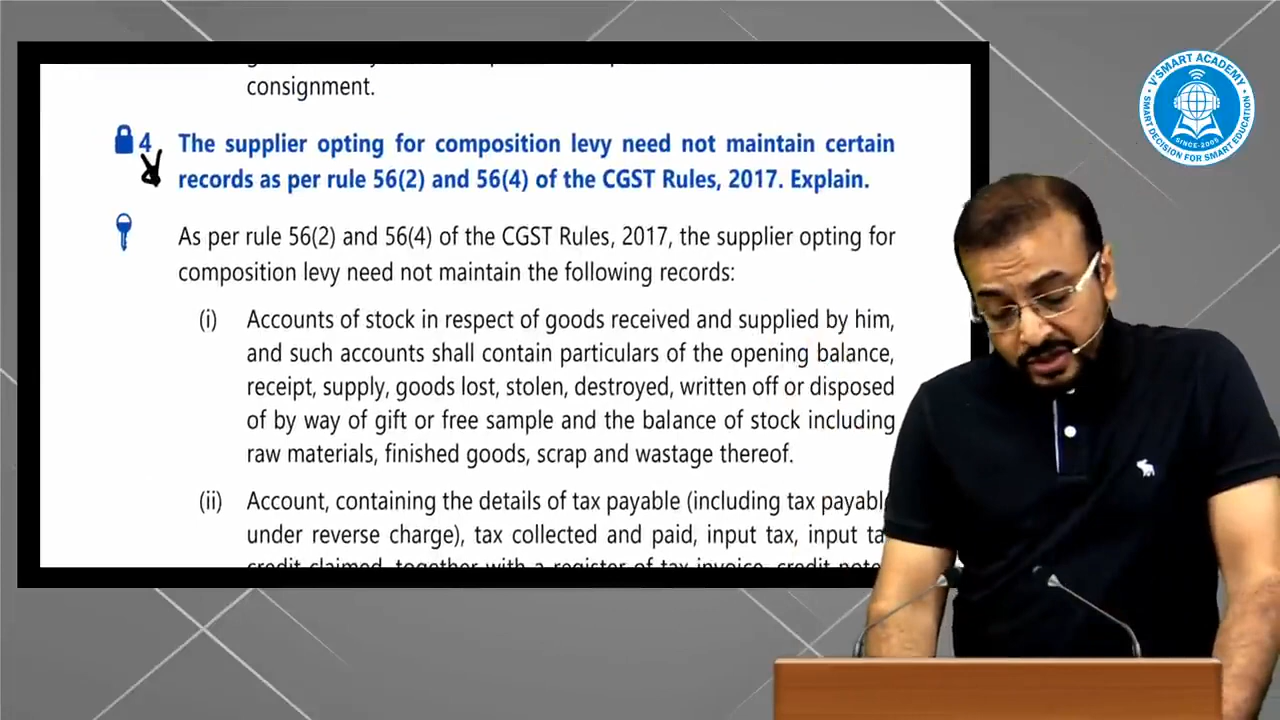 consignment.
4. The supplier opting for composition levy need not maintain certain
records as per rule 56(2) and 56(4) of the CGST Rules, 2017. Explain.
As per rule 56(2) and 56(4) of the CGST Rules, 2017, the supplier opting for
composition levy need not maintain the following records:
(i) Accounts of stock in respect of goods received and supplied by him,
and such accounts shall contain particulars of the opening balance,
receipt, supply, goods lost, stolen, destroyed, written off or disposed
of by way of gift or free sample and the balance of stock including
raw materials, finished goods, scrap and wastage thereof.
(ii) Account, containing the details of tax payable (including tax payable
under reverse charge), tax collected and paid, input tax, input ta
credit claimed, together with a register of tax invoice, credit note
V'SMART ACADEMY
SINCE-2005
SMART DECISION FOR SMART EDUCATION